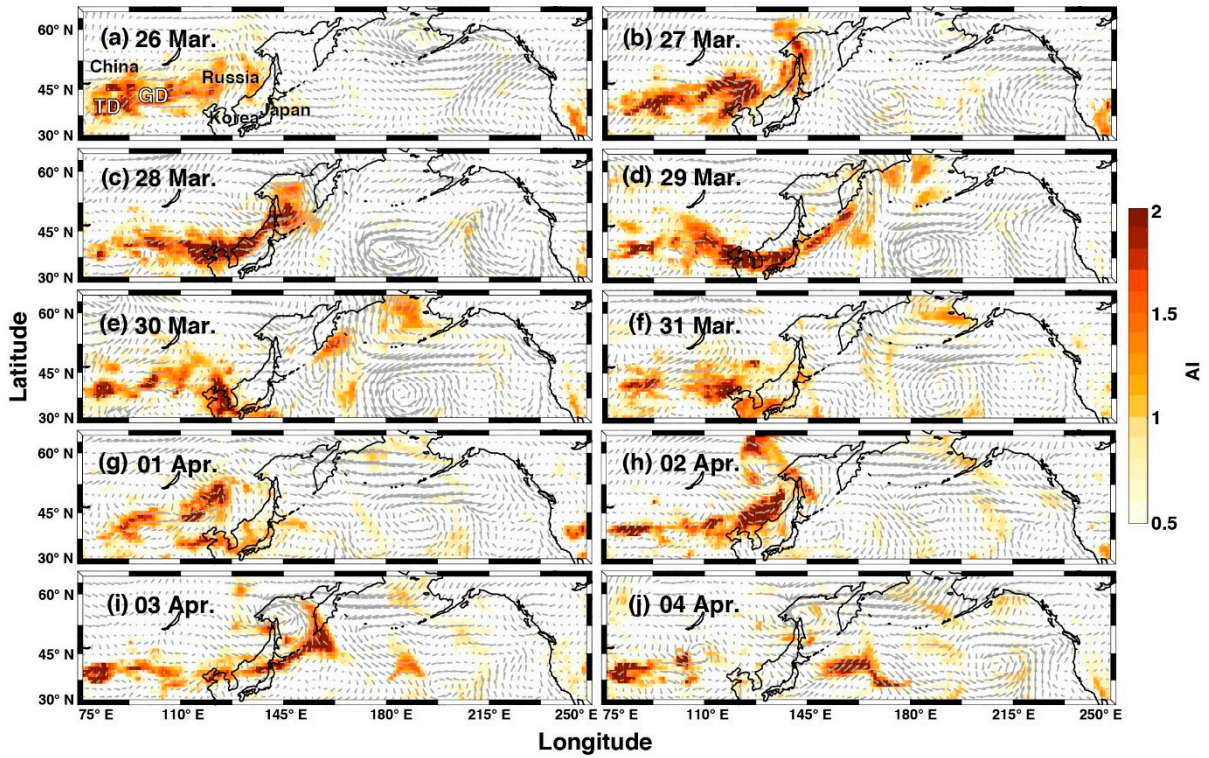 (a) 26 Mar.
(b) 27 Mar.
60° N
China
Russia
45° N
TD
GD
Korea
Japan
30° N
(c) 28 Mar.
(d) 29 Mar.
60° N
45° N
30° N
(e) 30 Mar.
(f) 31 Mar.
60° N
45° N
30° N
(g) 01 Apr.
(h) 02 Apr.
60° N
45° N
30° N
(i) 03 Apr.
(j) 04 Apr.
60° N
45° N
30° N
75° E 110° E 145° E 180° E 215° E 250° E
75° E 110° E 145° E 180° E 215° E 250° E
Longitude
Latitude
2
1.5
1
0.5
AI